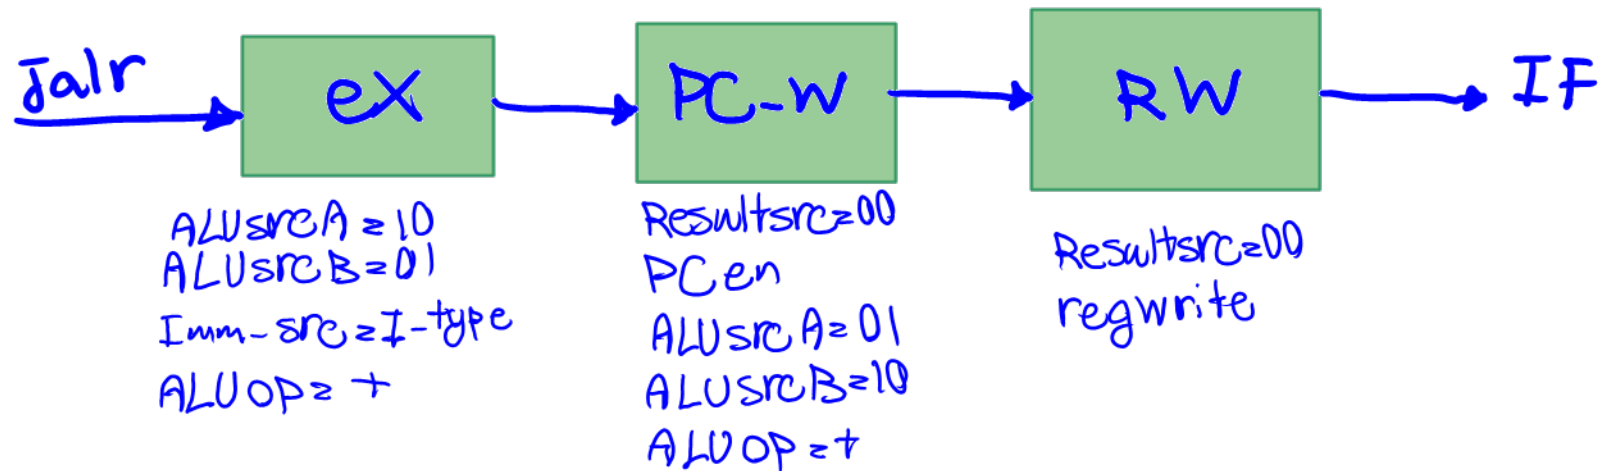 Jalr
eX
PC-W
RW
IF
ALUsrcA=10
ALUsrcB=01
Imm-src=I-type
ALUop=+
Resultsrc=00
PCen
ALUsrcA=01
ALUsrcB=10
ALUop=+
Resultsrc=00
regwrite